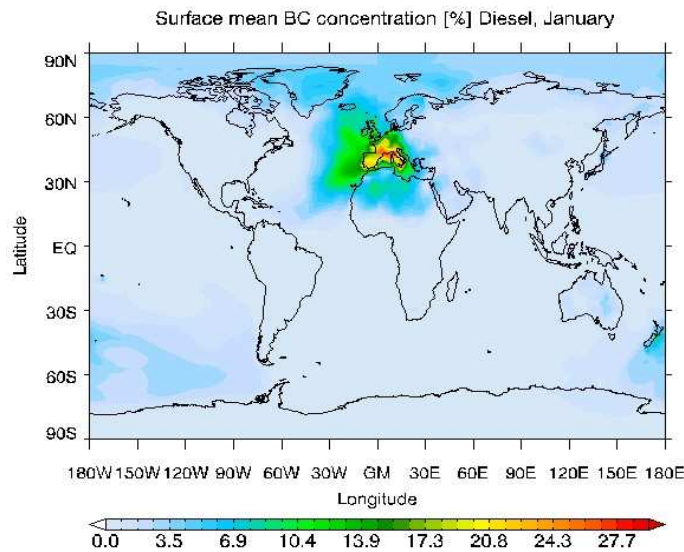 Surface mean BC concentration [%] Diesel, January
90N
60N
30N
EQ
30S
60S
90S
Latitude
180W 150W 120W 90W 60W 30W GM 30E 60E 90E 120E 150E 180E
Longitude
0.0 3.5 6.9 10.4 13.9 17.3 20.8 24.3 27.7